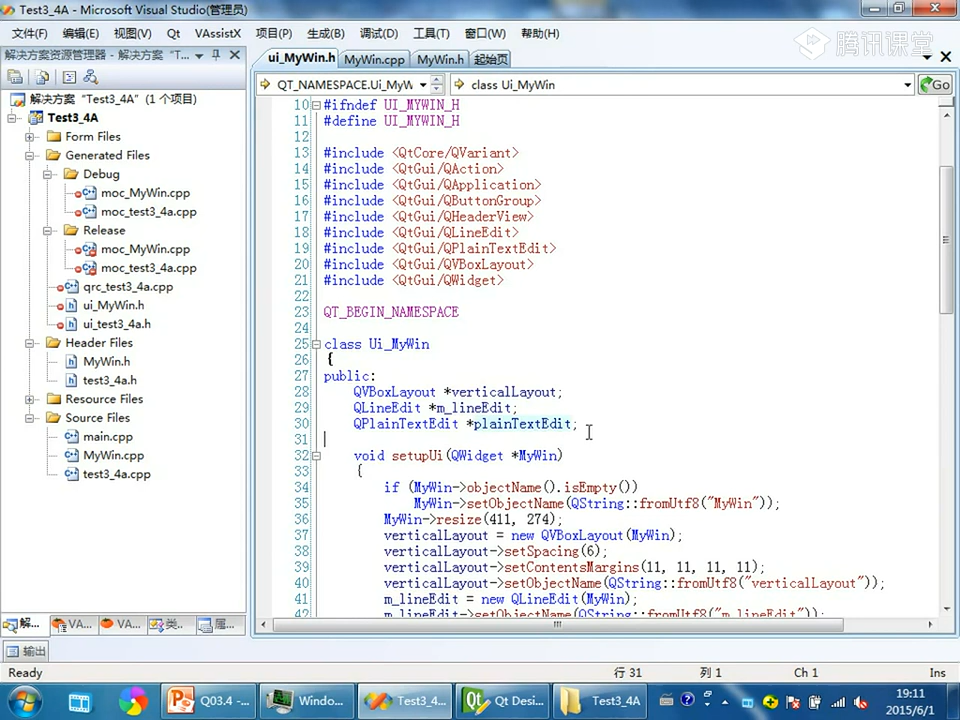 Test3_4A - Microsoft Visual Studio(管理员)
文件(F) 编辑(E) 视图(V) Qt VAssistX 项目(P) 生成(B) 调试(D) 工具(T) 窗口(W) 帮助(H)
腾讯课堂
解决方案资源管理器 - 解决方案 "T...
ui_MyWin.h MyWin.cpp MyWin.h 起始页
QT_NAMESPACE.Ui_MyW class Ui_MyWin Go
解决方案 "Test3_4A" (1 个项目)
Test3_4A
Form Files
Generated Files
Debug
moc_MyWin.cpp
moc_test3_4a.cpp
Release
moc_MyWin.cpp
moc_test3_4a.cpp
qrc_test3_4a.cpp
ui_MyWin.h
ui_test3_4a.h
Header Files
MyWin.h
test3_4a.h
Resource Files
Source Files
main.cpp
MyWin.cpp
test3_4a.cpp
10 #ifndef UI_MYWIN_H
11 #define UI_MYWIN_H
12
13 #include <QtCore/QVariant>
14 #include <QtGui/QAction>
15 #include <QtGui/QApplication>
16 #include <QtGui/QButtonGroup>
17 #include <QtGui/QHeaderView>
18 #include <QtGui/QLineEdit>
19 #include <QtGui/QPlainTextEdit>
20 #include <QtGui/QVBoxLayout>
21 #include <QtGui/QWidget>
22
23 QT_BEGIN_NAMESPACE
24
25 class Ui_MyWin
26 {
27 public:
28 QVBoxLayout *verticalLayout;
29 QLineEdit *m_lineEdit;
30 QPlainTextEdit *plainTextEdit;
31
32 void setupUi(QWidget *MyWin)
33 {
34 if (MyWin->objectName().isEmpty())
35 MyWin->setObjectName(QString::fromUtf8("MyWin"));
36 MyWin->resize(411, 274);
37 verticalLayout = new QVBoxLayout(MyWin);
38 verticalLayout->setSpacing(6);
39 verticalLayout->setContentsMargins(11, 11, 11, 11);
40 verticalLayout->setObjectName(QString::fromUtf8("verticalLayout"));
41 m_lineEdit = new QLineEdit(MyWin);
42 m_lineEdit->setObjectName(QString::fromUtf8("m_lineEdit"));
解... VA... VA... 类... 属...
输出
Ready 行 31 列 1 Ch 1 Ins
Q03.4 -... Windo... Test3_4... Qt Desi... Test3_4A
19:11
2015/6/1